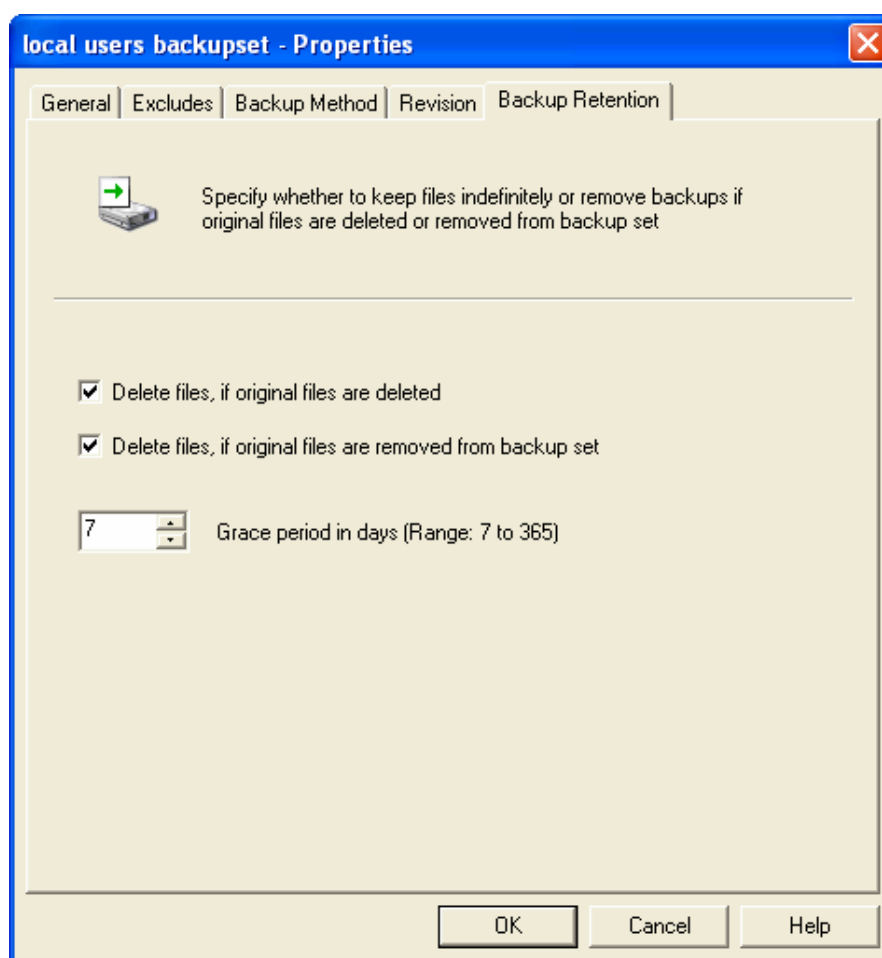 local users backupset - Properties
General Excludes Backup Method Revision Backup Retention
Specify whether to keep files indefinitely or remove backups if
original files are deleted or removed from backup set
Delete files, if original files are deleted
Delete files, if original files are removed from backup set
7 Grace period in days (Range: 7 to 365)
OK Cancel Help